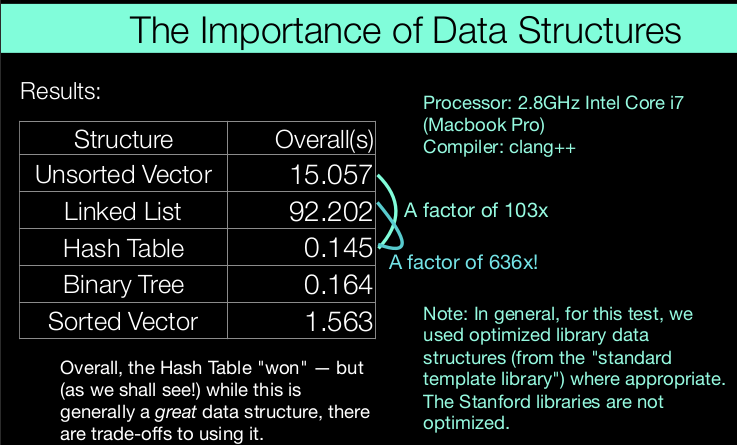 The Importance of Data Structures
Results:
Structure Overall(s)
Unsorted Vector 15.057
Linked List 92.202
Hash Table 0.145
Binary Tree 0.164
Sorted Vector 1.563
Overall, the Hash Table "won" — but
(as we shall see!) while this is
generally a great data structure, there
are trade-offs to using it.
Processor: 2.8GHz Intel Core i7
(Macbook Pro)
Compiler: clang++
A factor of 103x
A factor of 636x!
Note: In general, for this test, we
used optimized library data
structures (from the "standard
template library") where appropriate.
The Stanford libraries are not
optimized.